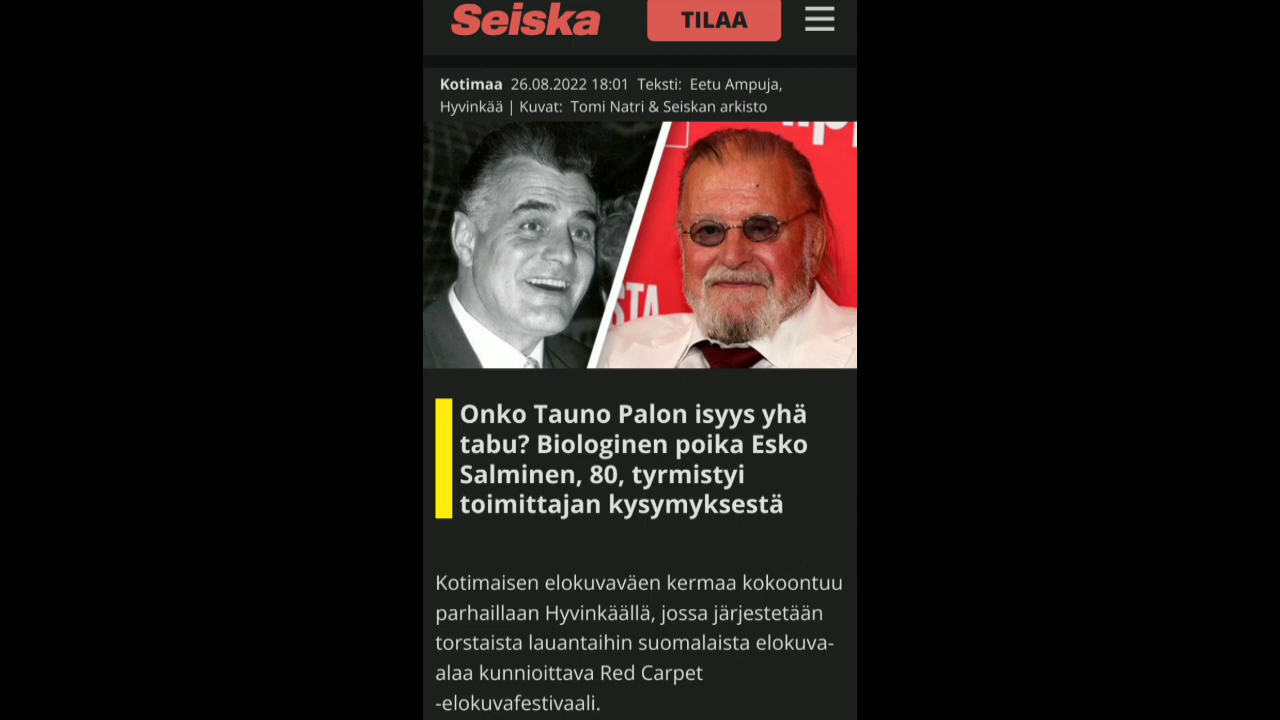 Seiska
TILAA
Kotimaa 26.08.2022 18:01 Teksti: Eetu Ampuja,
Hyvinkää | Kuvat: Tomi Natri & Seiskan arkisto
Onko Tauno Palon isyys yhä
tabu? Biologinen poika Esko
Salminen, 80, tyrmistyi
toimittajan kysymyksestä
Kotimaisen elokuvaväen kermaa kokoontuu
parhaillaan Hyvinkäällä, jossa järjestetään
torstaista lauantaihin suomalaista elokuva-
alaa kunnioittava Red Carpet
-elokuvafestivaali.